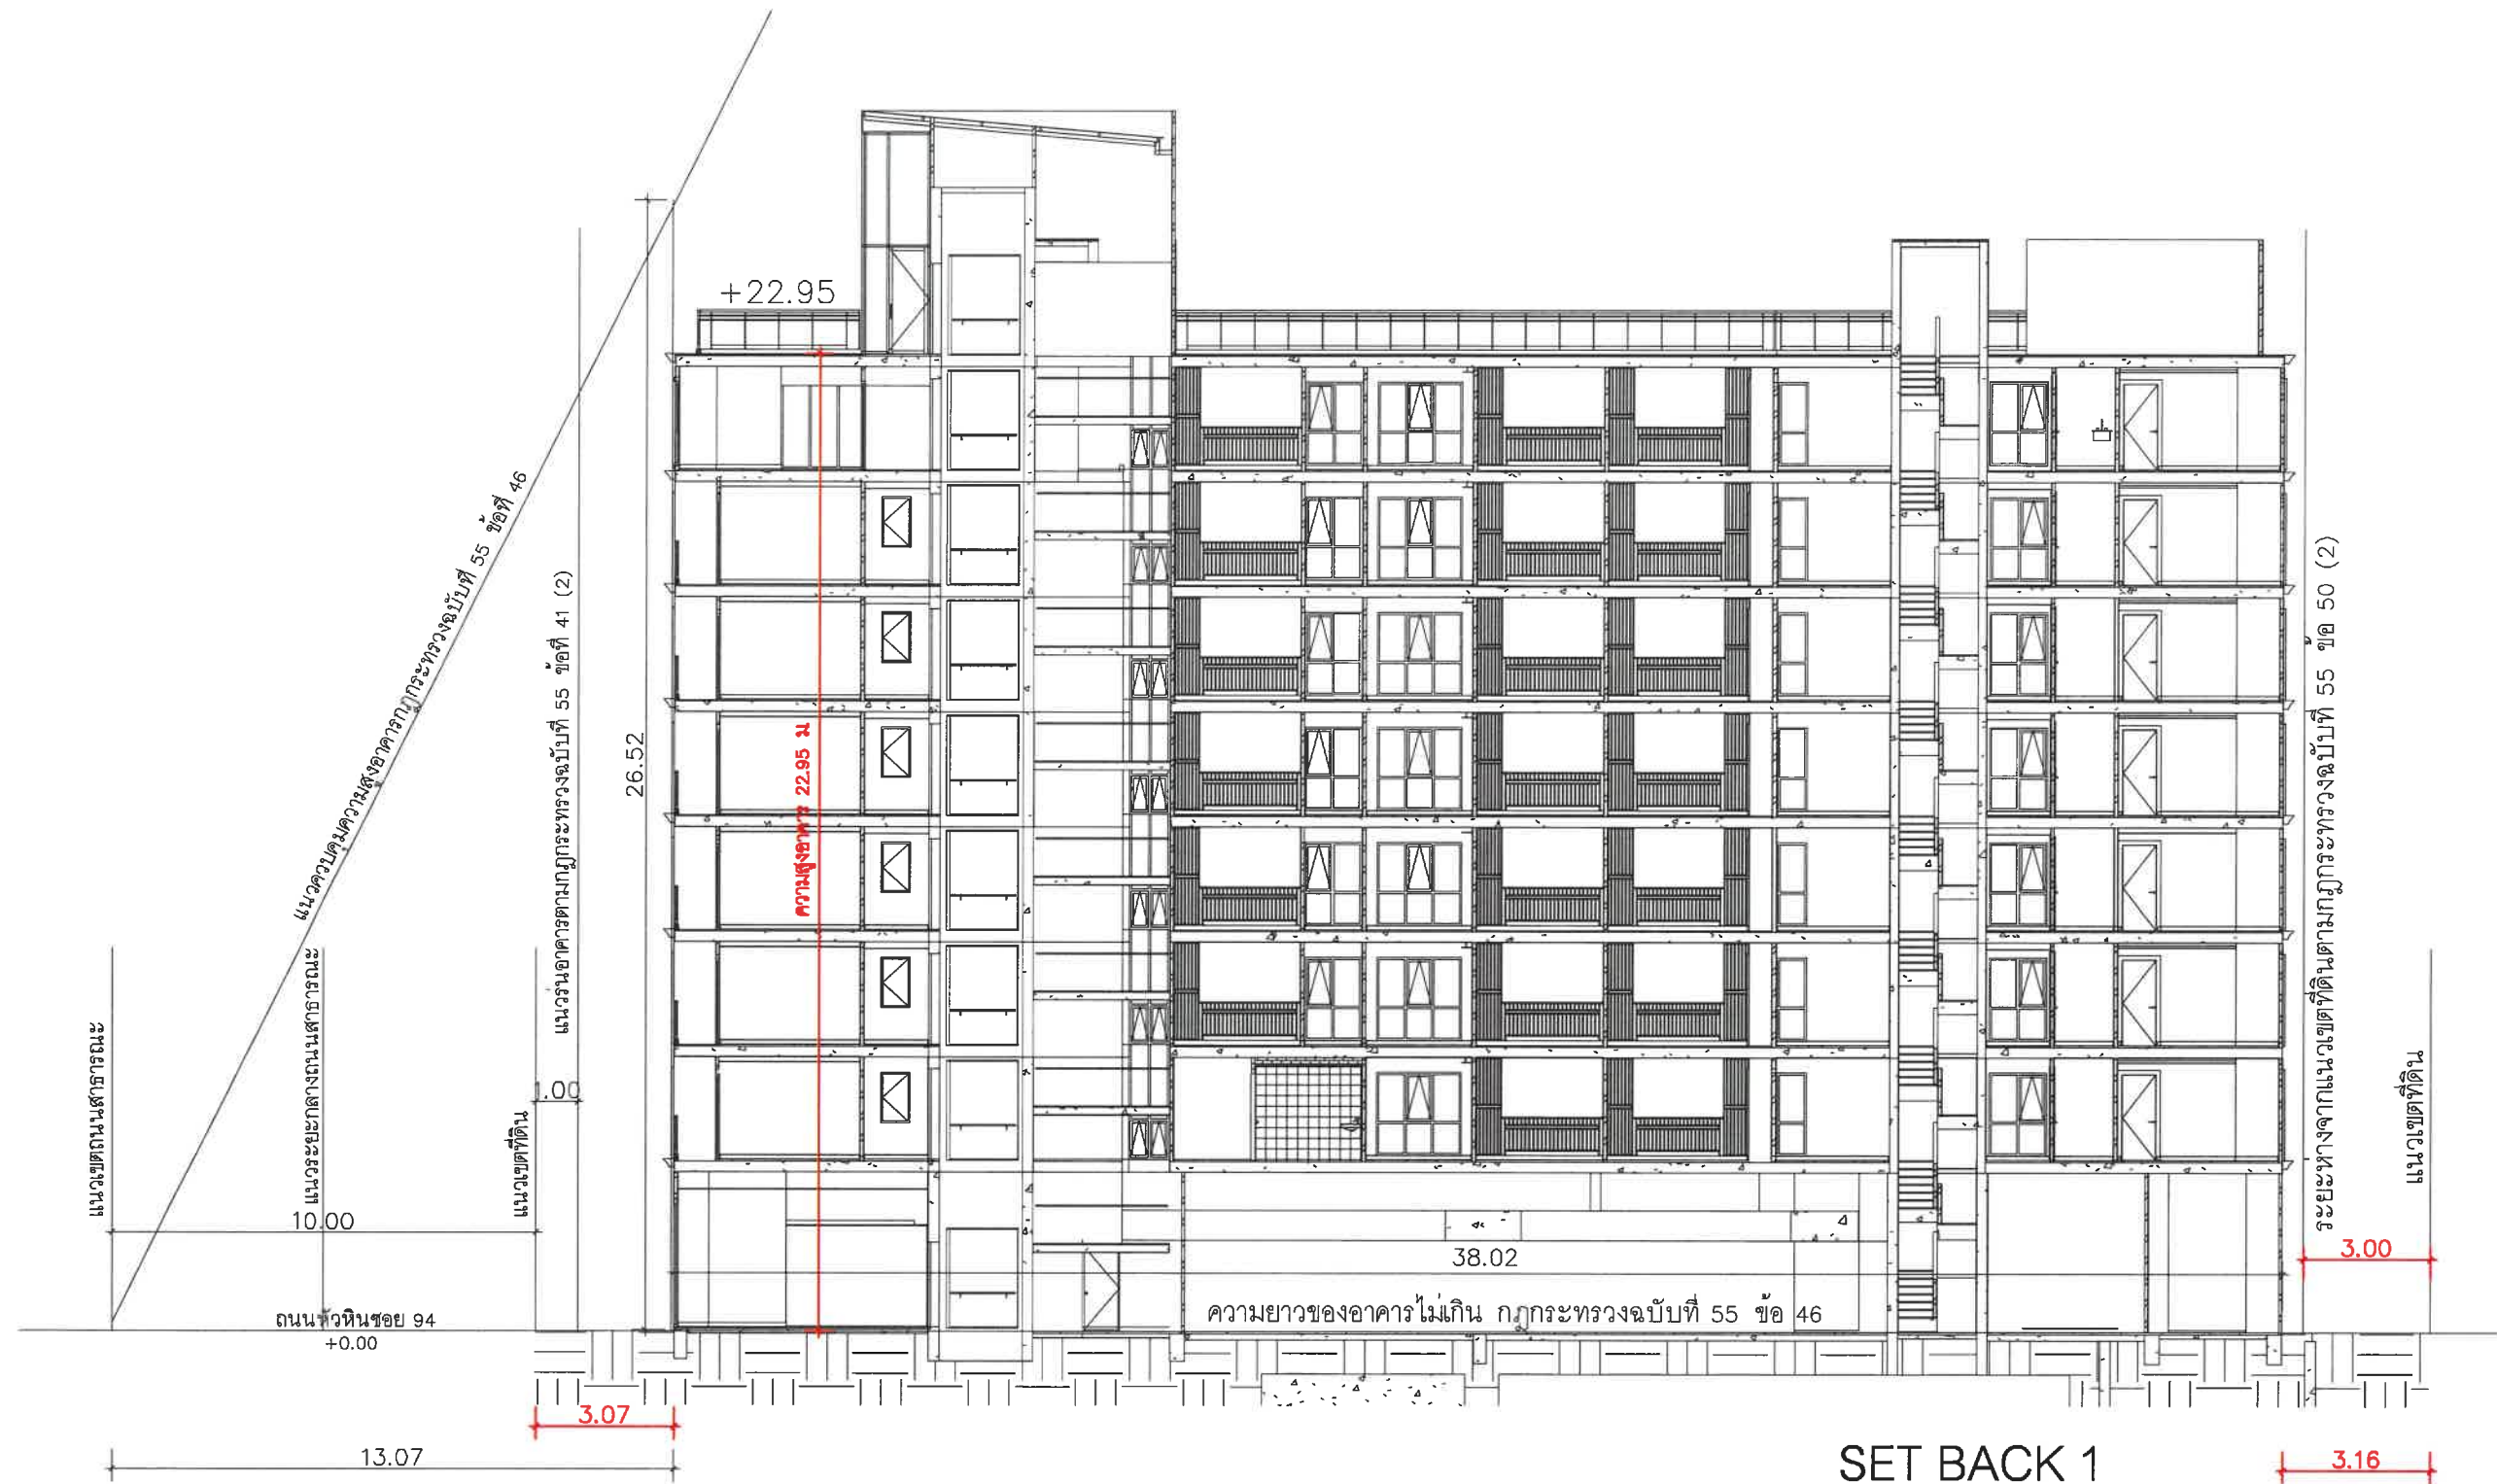 +22.95
แนวควบคุมความสูงอาคารกฎกระทรวงฉบับที่ 55 ข้อที่ 46
แนวร่นอาคารตามกฎกระทรวงฉบับที่ 55 ข้อที่ 41 (2)
26.52
ความสูงอาคาร 22.95 ม
ระยะห่างจากแนวเขตที่ดินตามกฎกระทรวงฉบับที่ 55 ข้อ 50 (2)
แนวเขตถนนสาธารณะ
แนวระยะกลางถนนสาธารณะ
แนวเขตที่ดิน
1.00
แนวเขตที่ดิน
10.00
38.02
3.00
ถนนหัวหินซอย 94
+0.00
ความยาวของอาคารไม่เกิน กฎกระทรวงฉบับที่ 55 ข้อ 46
3.07
13.07
SET BACK 1
3.16